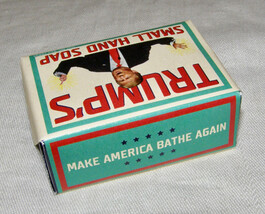 TRUMP'S
SMALL HAND SOAP
MAKE AMERICA BATHE AGAIN